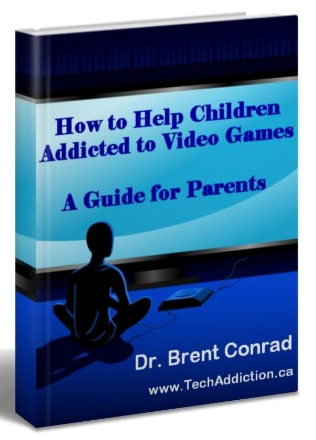 How to Help Children
Addicted to Video Games
A Guide for Parents
Dr. Brent Conrad
www.TechAddiction.ca